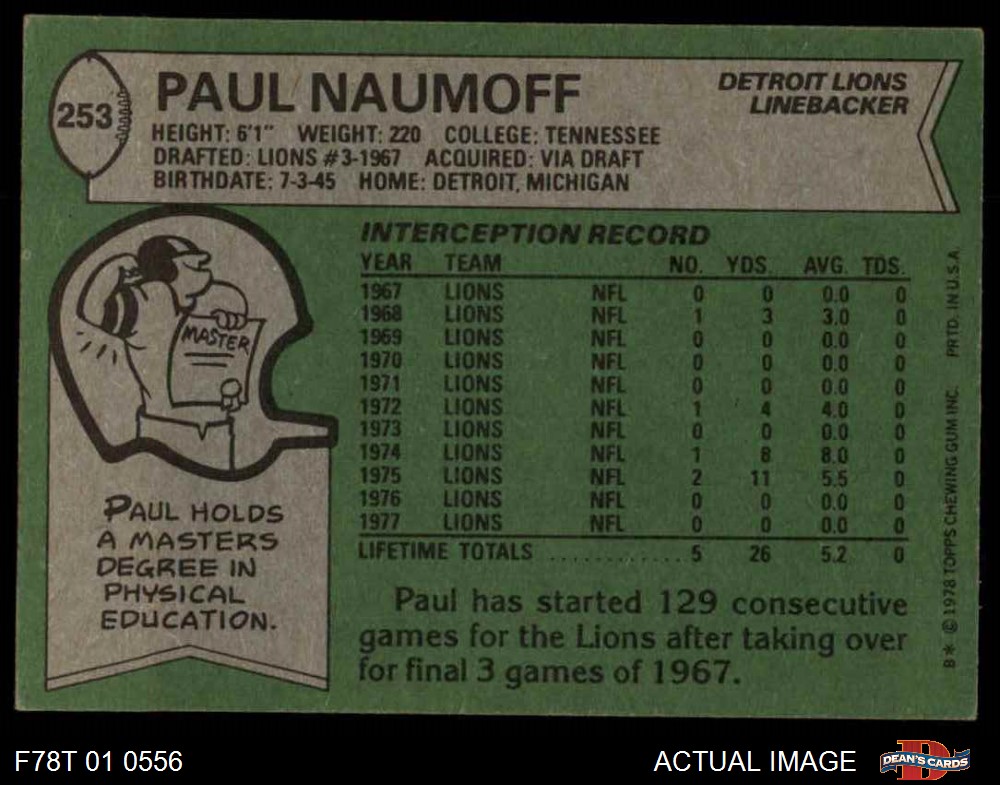 253
PAUL NAUMOFF
DETROIT LIONS
LINEBACKER
HEIGHT: 6'1" WEIGHT: 220 COLLEGE: TENNESSEE
DRAFTED: LIONS #3-1967 ACQUIRED: VIA DRAFT
BIRTHDATE: 7-3-45 HOME: DETROIT, MICHIGAN
MASTER
PAUL HOLDS
A MASTERS
DEGREE IN
PHYSICAL
EDUCATION.
INTERCEPTION RECORD
YEAR TEAM NO. YDS. AVG. TDS.
1967 LIONS NFL 0 0 0.0 0
1968 LIONS NFL 1 3 3.0 0
1969 LIONS NFL 0 0 0.0 0
1970 LIONS NFL 0 0 0.0 0
1971 LIONS NFL 0 0 0.0 0
1972 LIONS NFL 1 4 4.0 0
1973 LIONS NFL 0 0 0.0 0
1974 LIONS NFL 1 8 8.0 0
1975 LIONS NFL 2 11 5.5 0
1976 LIONS NFL 0 0 0.0 0
1977 LIONS NFL 0 0 0.0 0
LIFETIME TOTALS ............... 5 26 5.2 0
Paul has started 129 consecutive
games for the Lions after taking over
for final 3 games of 1967.
B* © 1978 TOPPS CHEWING GUM INC. PRTD. IN U.S.A.
F78T 01 0556
ACTUAL IMAGE
D
DEAN'S CARDS